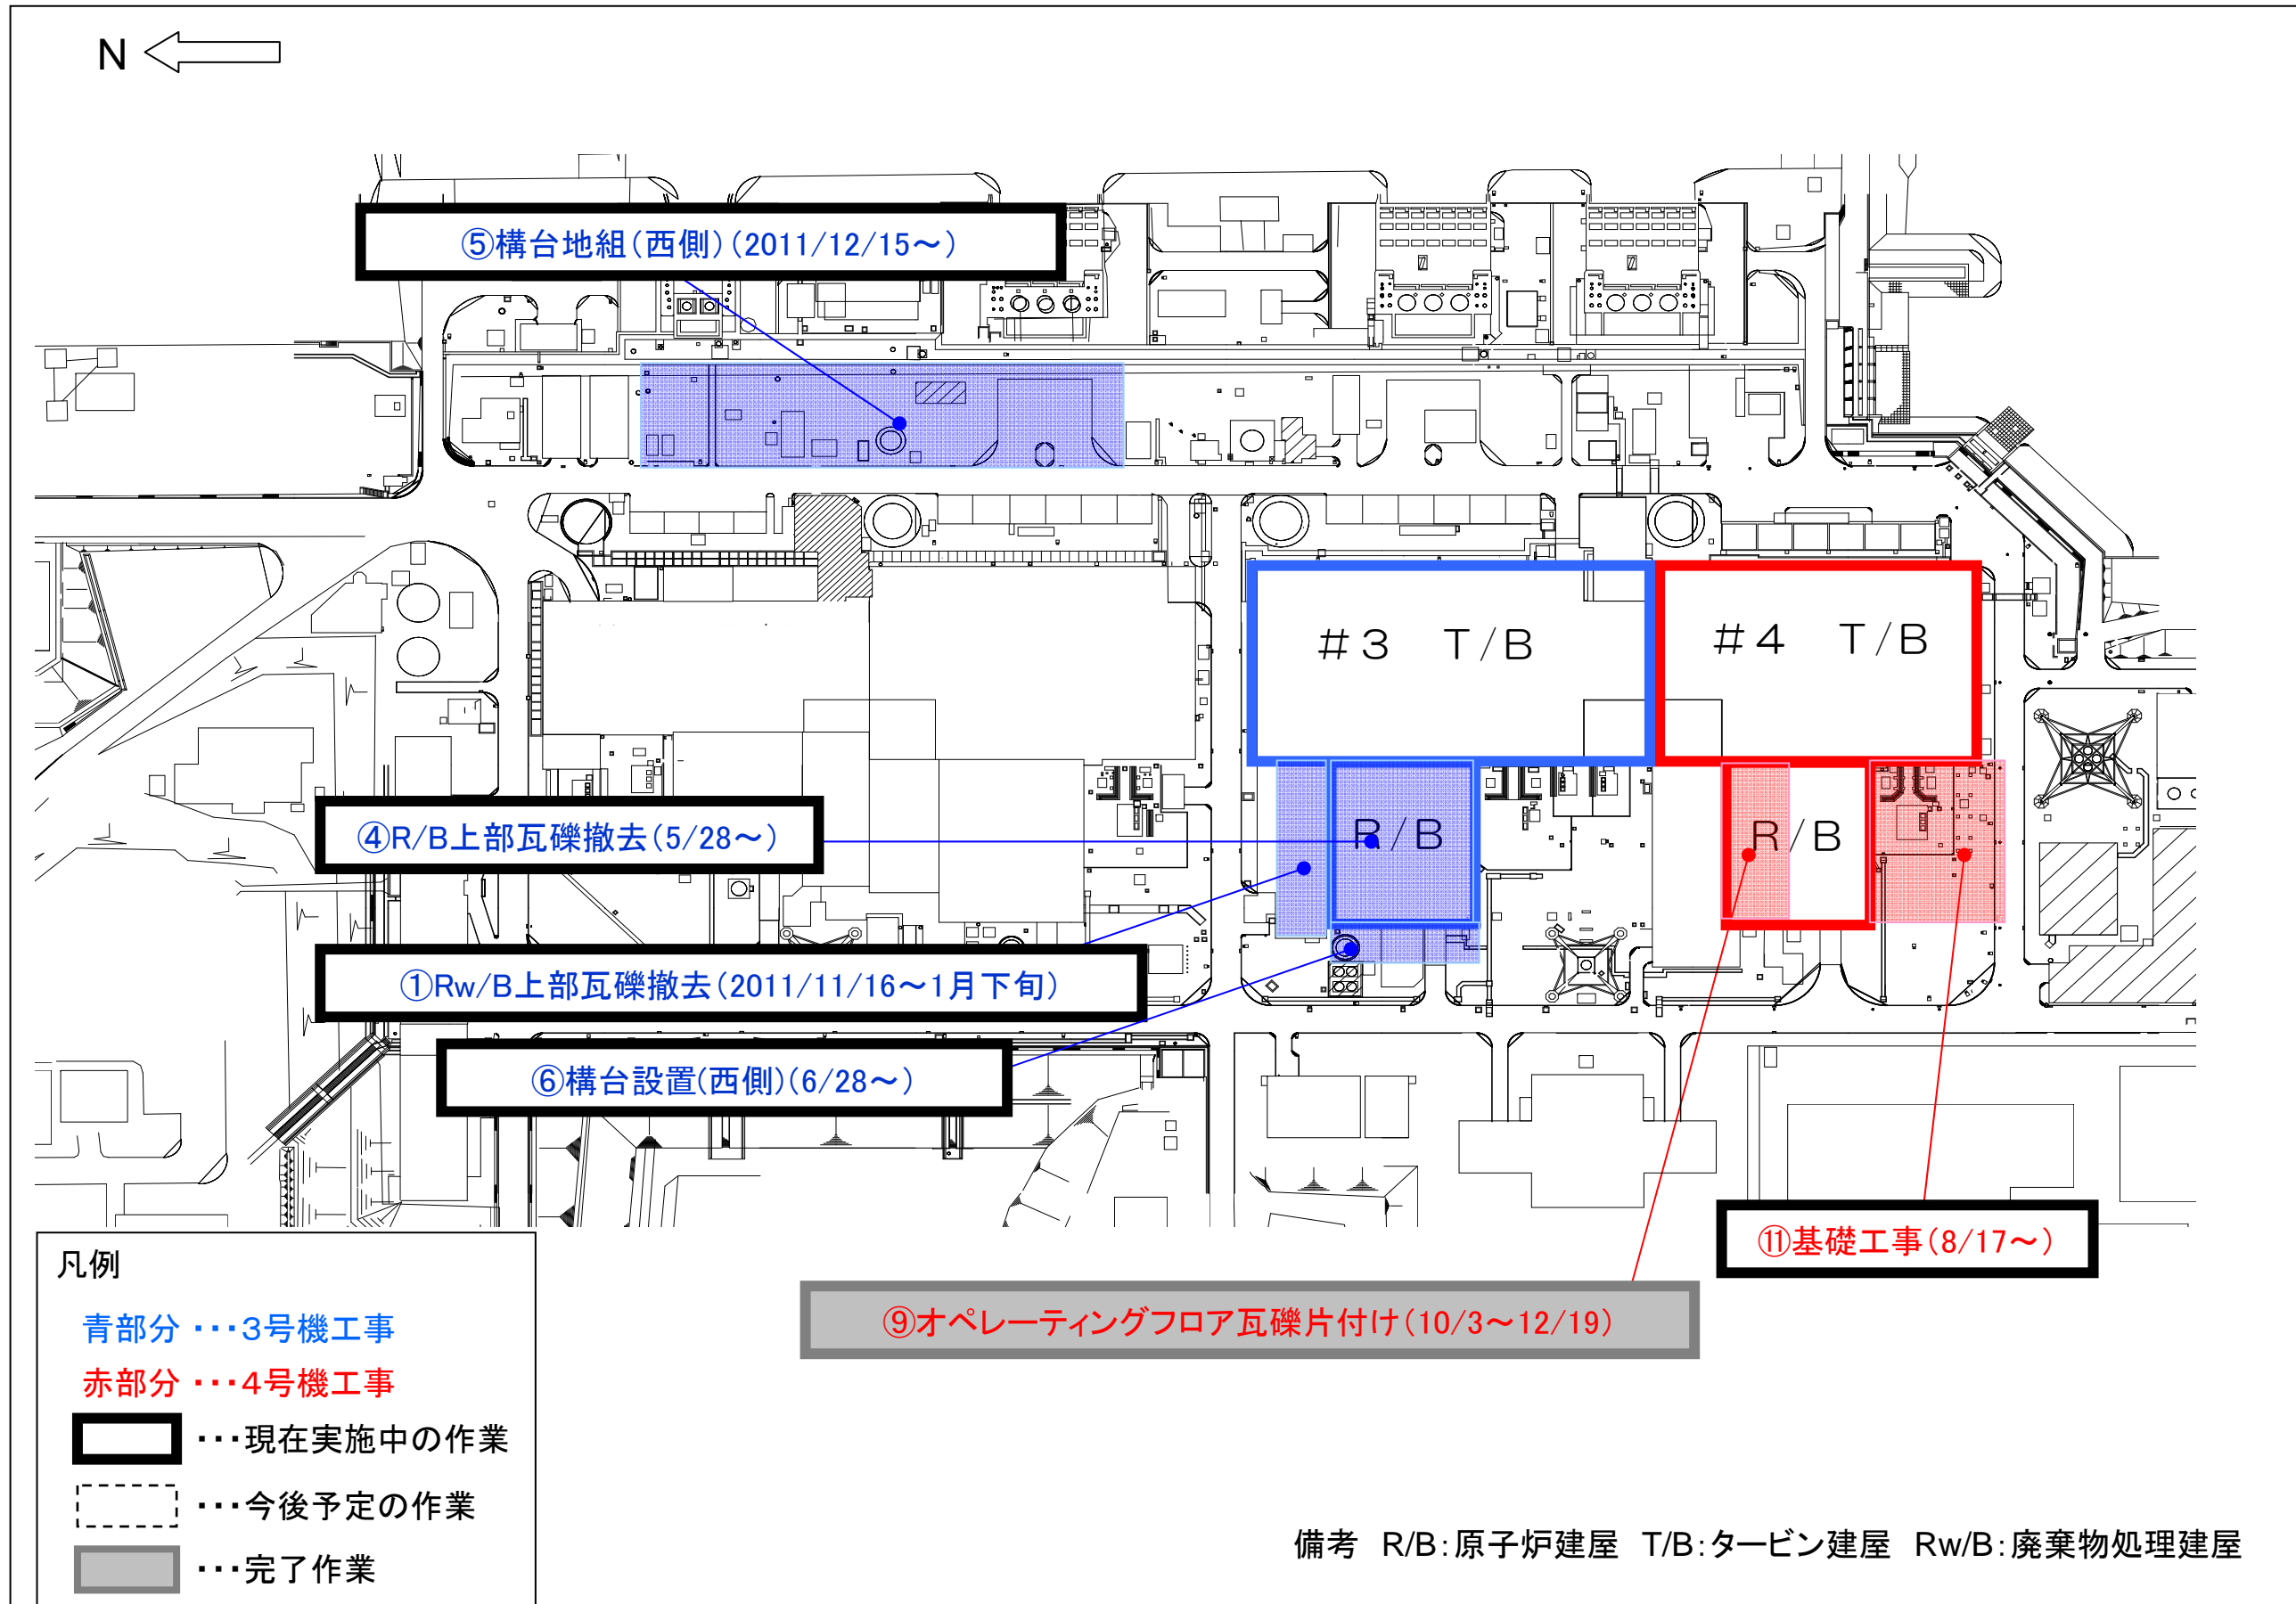 N
⑤構台地組(西側)(2011/12/15～)
#3 T/B
#4 T/B
④R/B上部瓦礫撤去(5/28～)
R/B
R/B
①Rw/B上部瓦礫撤去(2011/11/16～1月下旬)
⑥構台設置(西側)(6/28～)
⑪基礎工事(8/17～)
⑨オペレーティングフロア瓦礫片付け(10/3～12/19)
凡例
青部分 ・・・3号機工事
赤部分 ・・・4号機工事
・・・現在実施中の作業
・・・今後予定の作業
・・・完了作業
備考 R/B:原子炉建屋 T/B:タービン建屋 Rw/B:廃棄物処理建屋